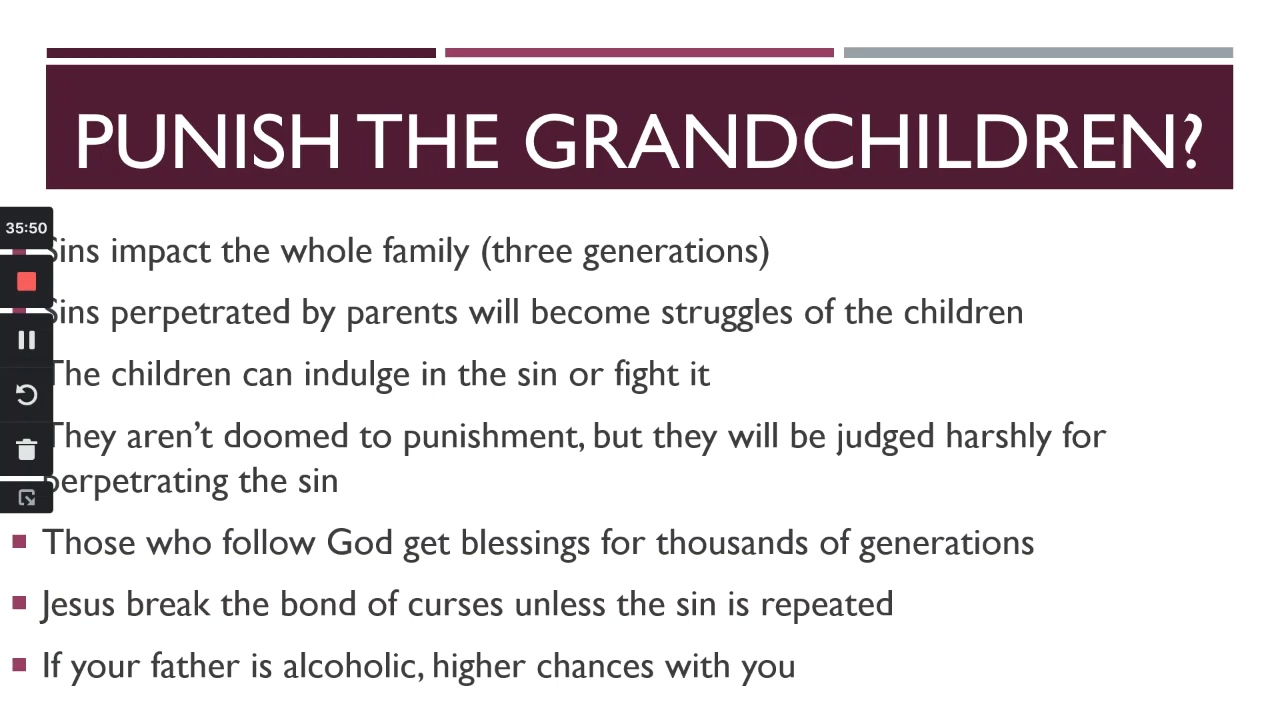 PUNISH THE GRANDCHILDREN?
35:50
Sins impact the whole family (three generations)
Sins perpetrated by parents will become struggles of the children
The children can indulge in the sin or fight it
They aren’t doomed to punishment, but they will be judged harshly for
perpetrating the sin
Those who follow God get blessings for thousands of generations
Jesus break the bond of curses unless the sin is repeated
If your father is alcoholic, higher chances with you